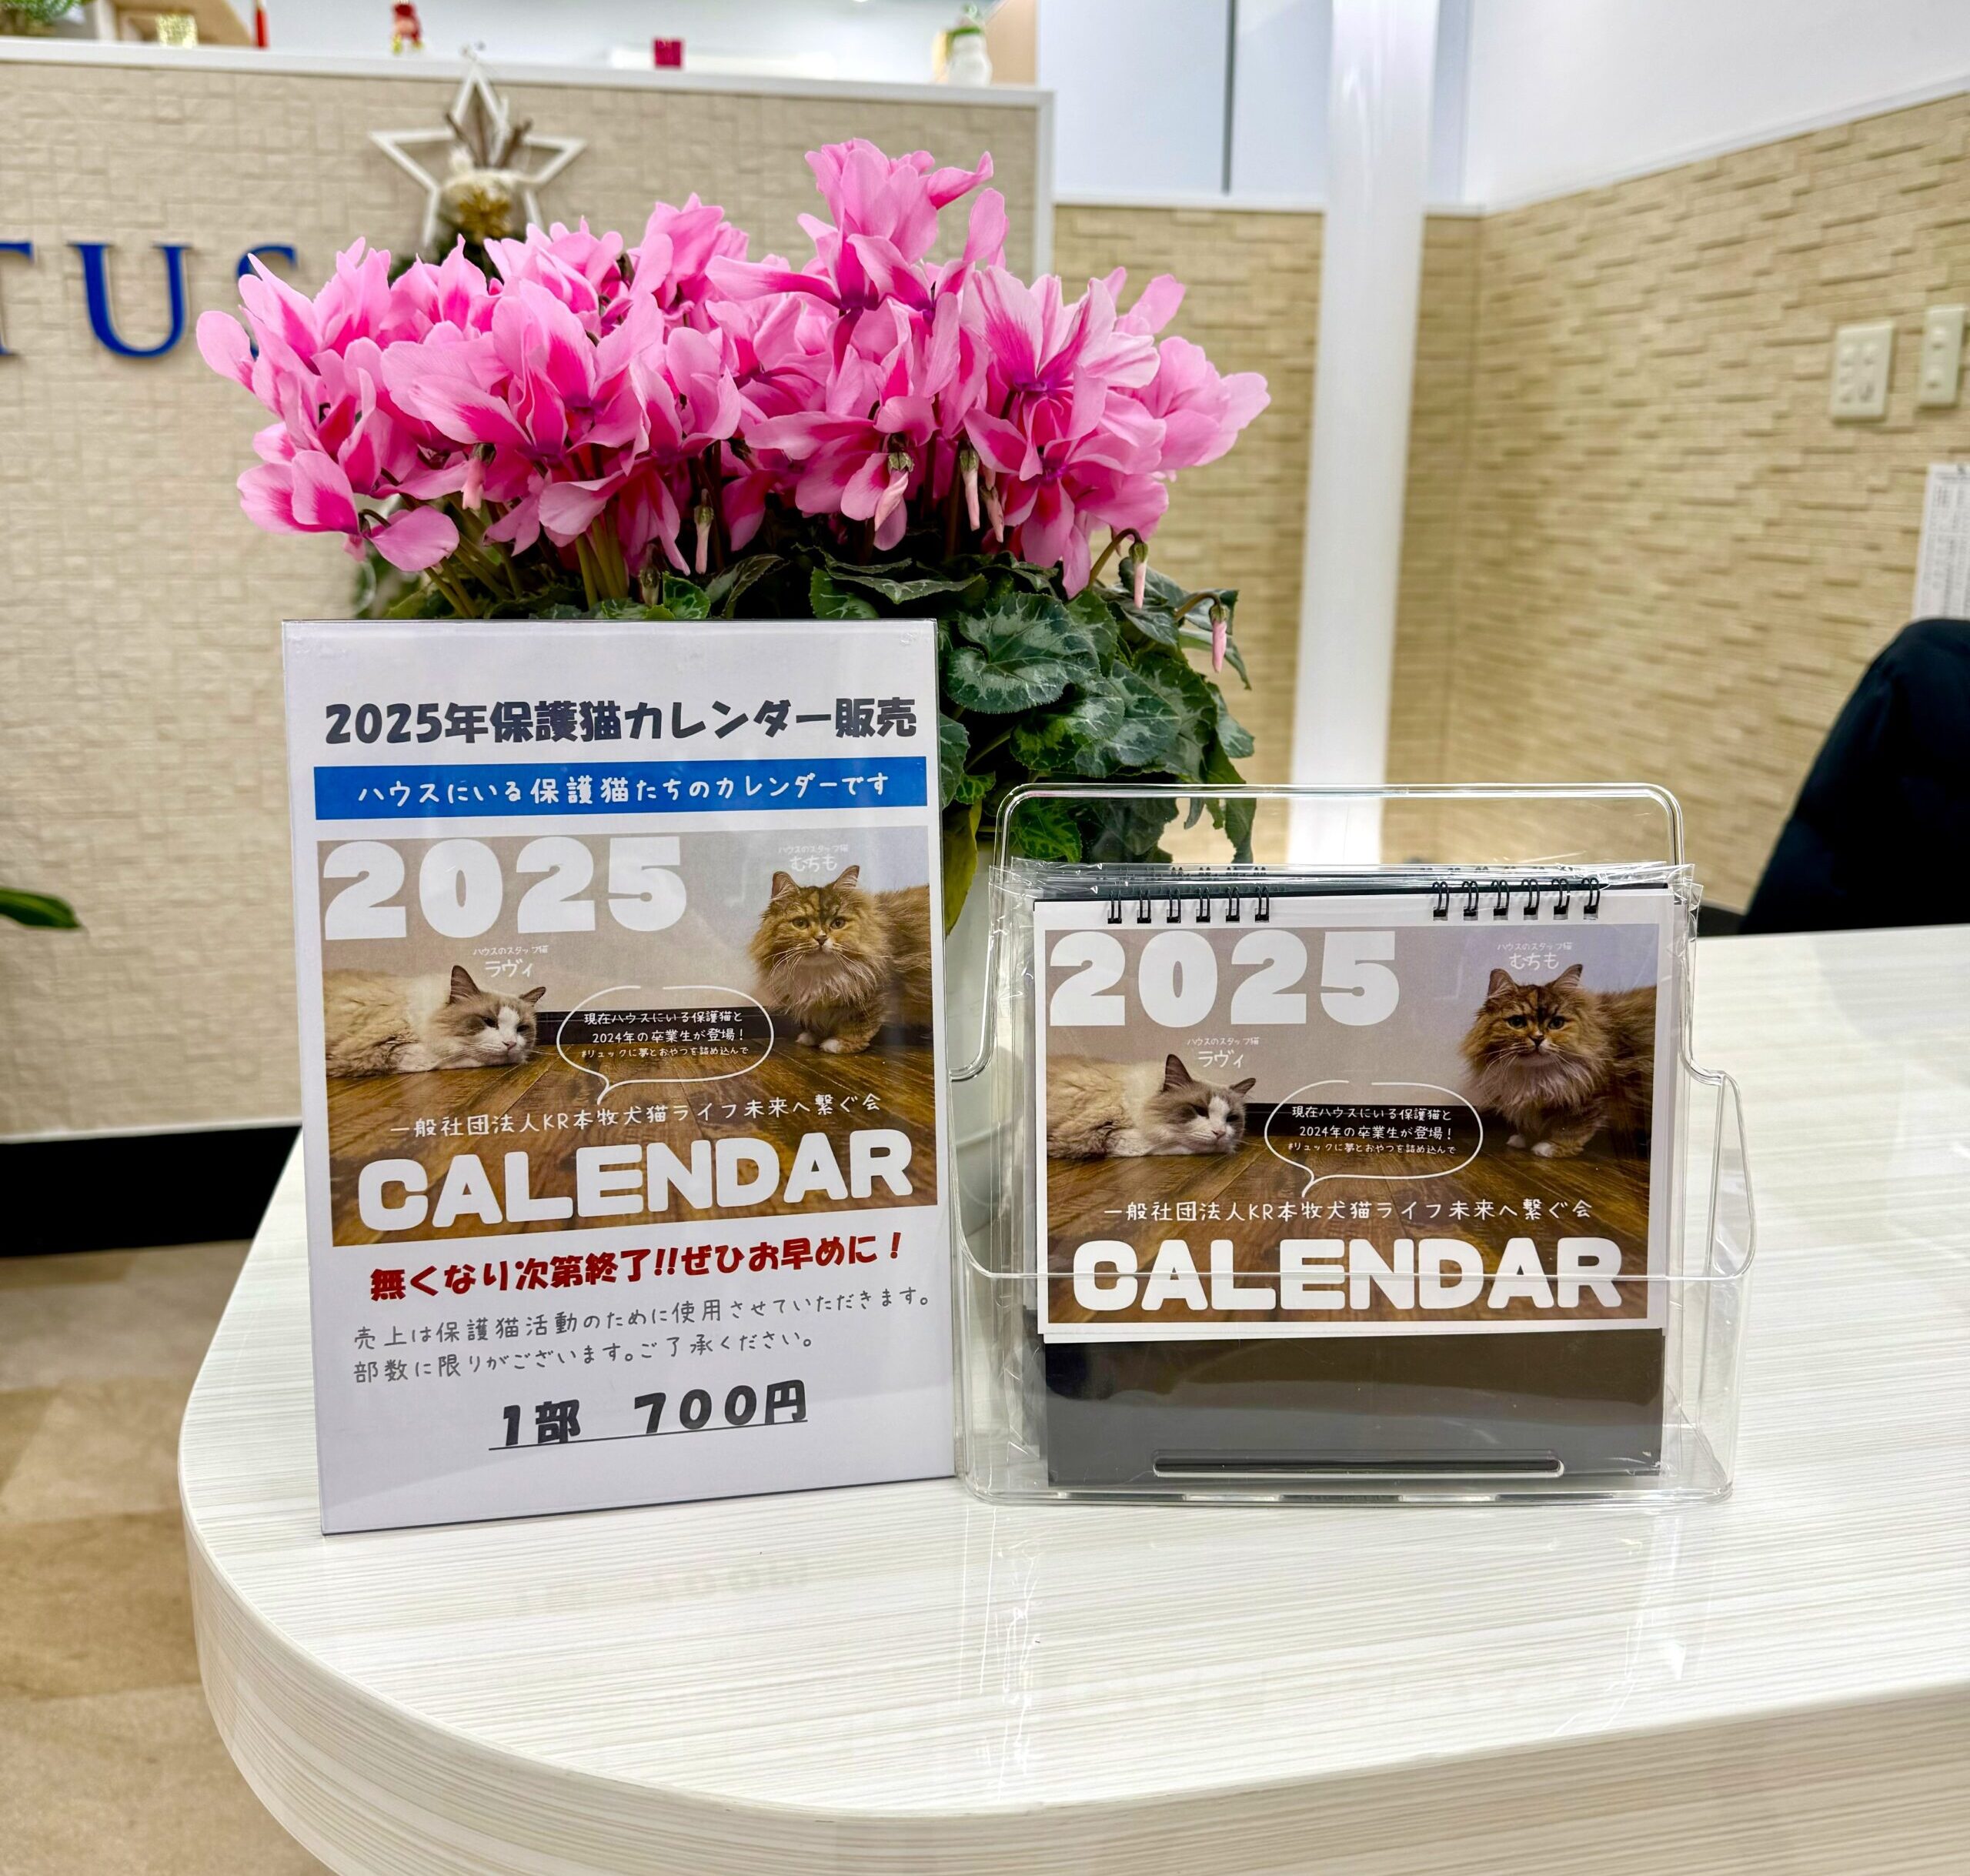 TUS
2025年保護猫カレンダー販売
ハウスにいる保護猫たちのカレンダーです
2025
ハウスのスタッフ猫
むちも
ハウスのスタッフ猫
ラヴィ
現在ハウスにいる保護猫と
2024年の卒業生が登場!
#リュックに夢とおやつを詰め込んで
一般社団法人KR本牧犬猫ライフ未来へ繋ぐ会
CALENDAR
無くなり次第終了!!ぜひお早めに!
売上は保護猫活動のために使用させていただきます。
部数に限りがございます。ご了承ください。
1部 700円
2025
ハウスのスタッフ猫
むちも
ハウスのスタッフ猫
ラヴィ
現在ハウスにいる保護猫と
2024年の卒業生が登場!
#リュックに夢とおやつを詰め込んで
一般社団法人KR本牧犬猫ライフ未来へ繋ぐ会
CALENDAR